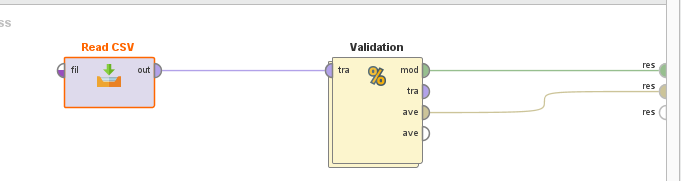 ss
Read CSV
fil
out
Validation
tra
mod
tra
ave
ave
res
res
res